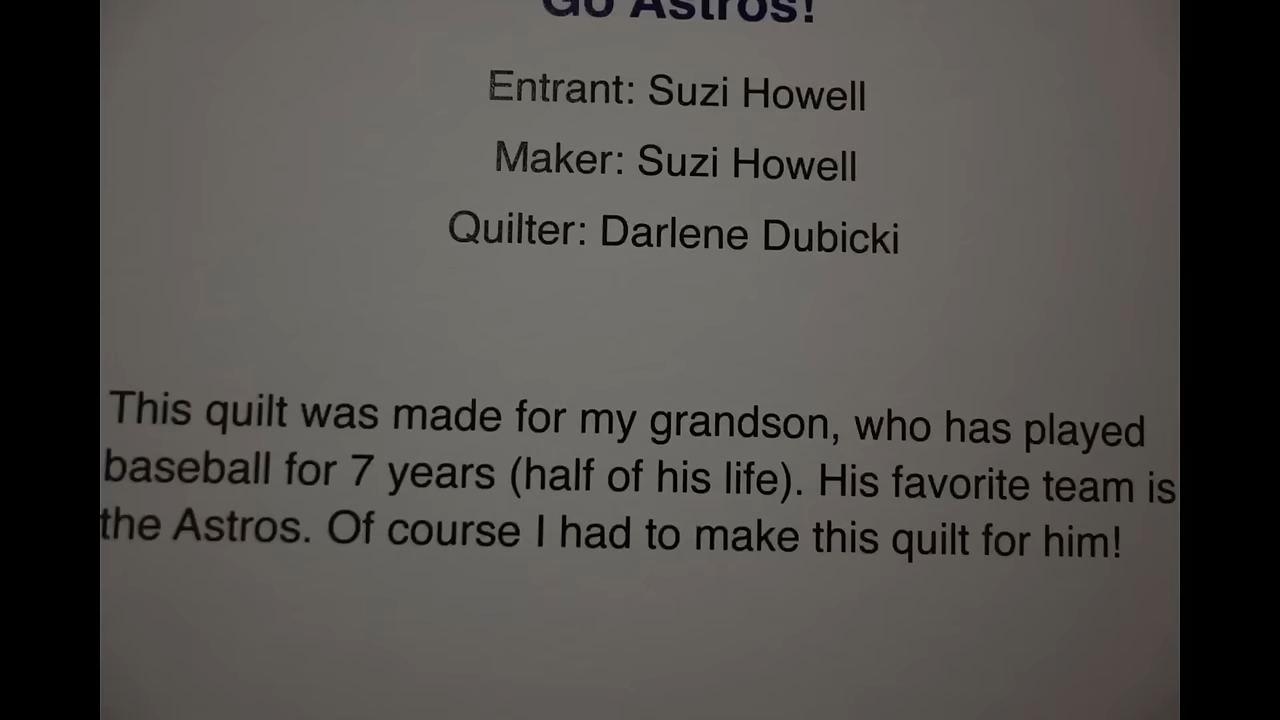 Go Astros!
Entrant: Suzi Howell
Maker: Suzi Howell
Quilter: Darlene Dubicki
This quilt was made for my grandson, who has played
baseball for 7 years (half of his life). His favorite team is
the Astros. Of course I had to make this quilt for him!